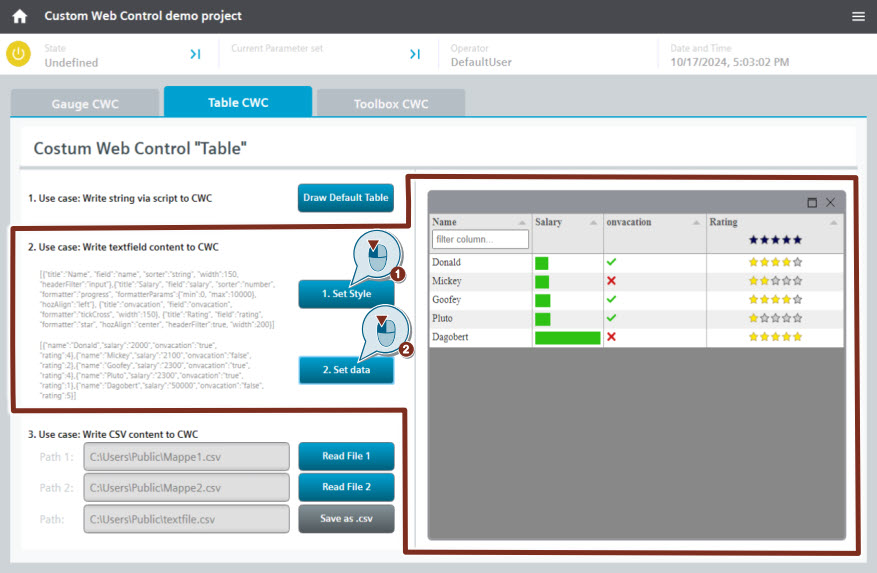 Custom Web Control demo project
State
Undefined
Current Parameter set
Operator
DefaultUser
Date and Time
10/17/2024, 5:03:02 PM
Gauge CWC
Table CWC
Toolbox CWC
Costum Web Control "Table"
1. Use case: Write string via script to CWC
Draw Default Table
2. Use case: Write textfield content to CWC
[{"title":"Name", "field":"name", "sorter":"string", "width":150,
"headerFilter":"input"},{"title":"Salary", "field":"salary", "sorter":"number",
"formatter":"progress", "formatterParams":{"min":0, "max":10000},
"hozAlign":"left"}, {"title":"onvacation", "field":"onvacation",
"formatter":"tickCross", "width":150}, {"title":"Rating", "field":"rating",
"formatter":"star", "hozAlign":"center", "headerFilter":true, "width":200}]
1
1. Set Style
[{"name":"Donald","salary":"2000","onvacation":"true",
"rating":4},{"name":"Mickey","salary":"2100","onvacation":"false",
"rating":2},{"name":"Goofey","salary":"2300","onvacation":"true",
"rating":4},{"name":"Pluto","salary":"2300","onvacation":"true",
"rating":1},{"name":"Dagobert","salary":"50000","onvacation":"false",
"rating":5}]
2
2. Set data
3. Use case: Write CSV content to CWC
Path 1:
C:\Users\Public\Mappe1.csv
Read File 1
Path 2:
C:\Users\Public\Mappe2.csv
Read File 2
Path:
C:\Users\Public\textfile.csv
Save as .csv
Name
Salary
onvacation
Rating
filter column...
Donald
Mickey
Goofey
Pluto
Dagobert